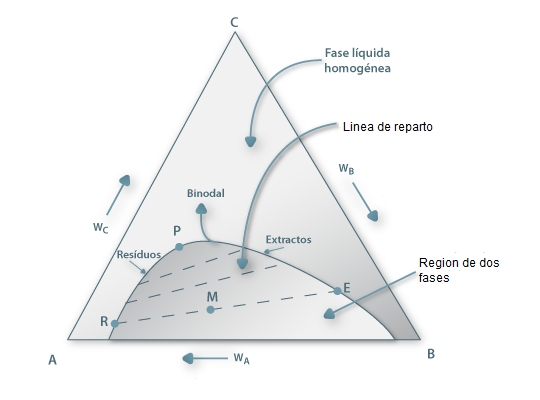 C
Fase líquida
homogénea
Linea de reparto
W_B
Binodal
W_C
P
Extractos
Resíduos
Region de dos
fases
E
M
R
A
W_A
B